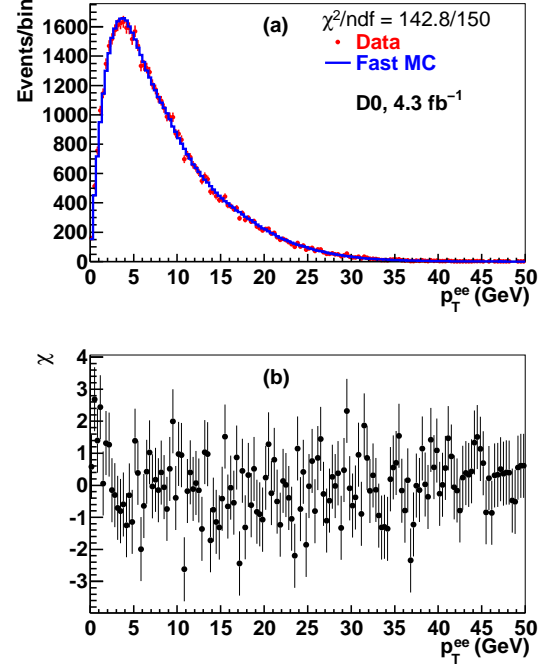 (a)
χ²/ndf = 142.8/150
Data
Fast MC
D0, 4.3 fb⁻¹
Events/bin
1600
1400
1200
1000
800
600
400
200
0
0 5 10 15 20 25 30 35 40 45 50
p_T^ee (GeV)
(b)
χ
4
3
2
1
0
-1
-2
-3
0 5 10 15 20 25 30 35 40 45 50
p_T^ee (GeV)